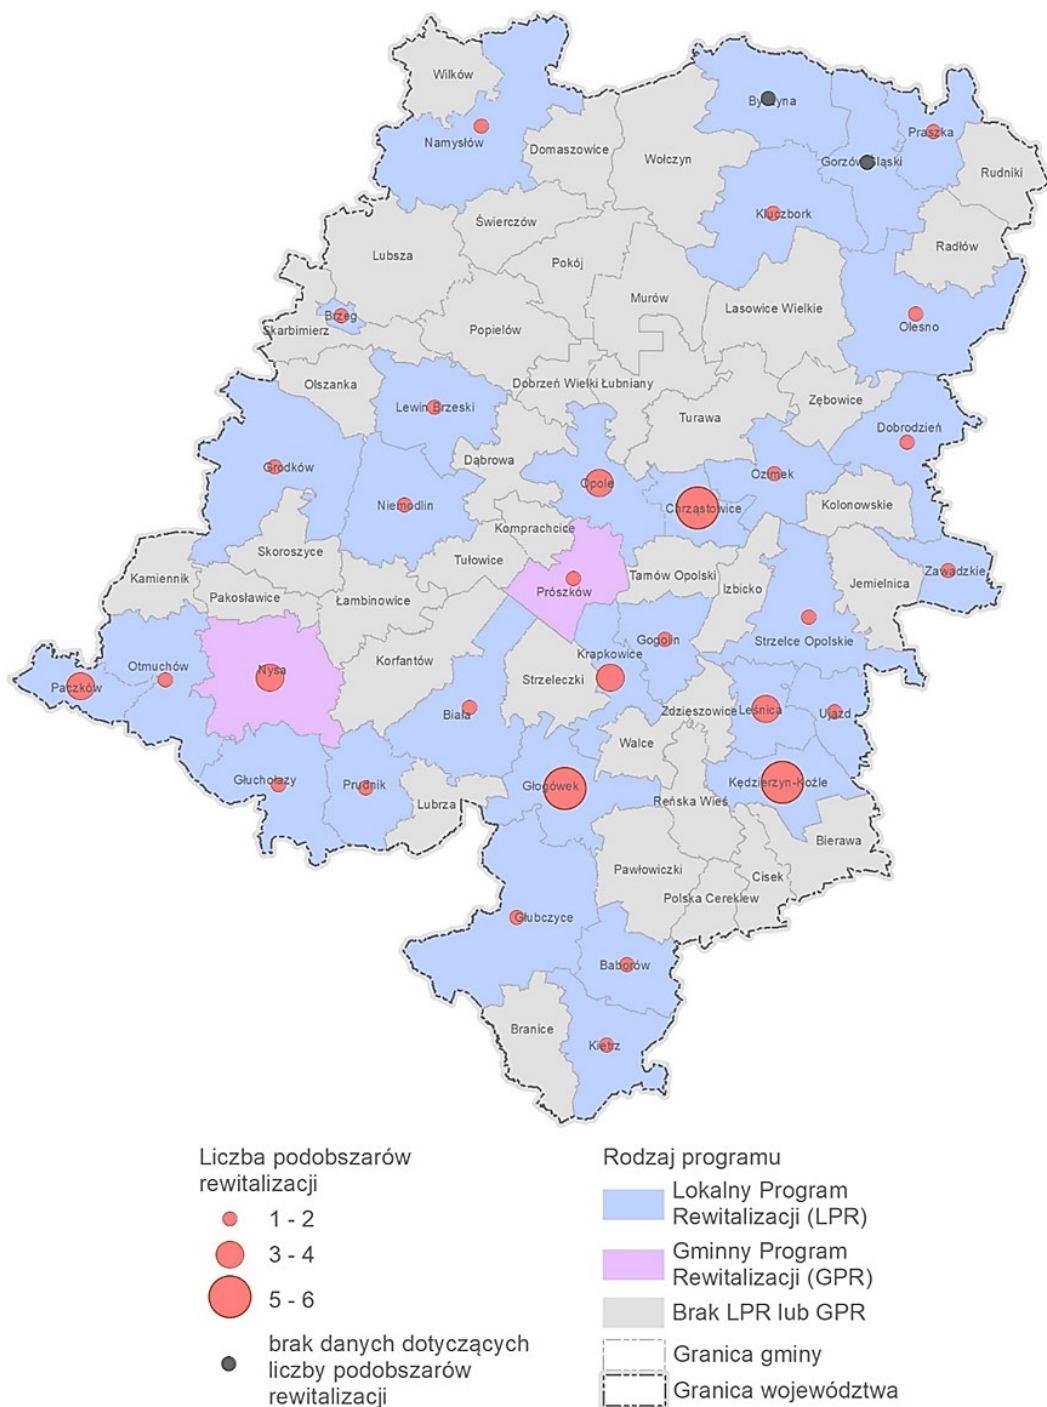 Wilków
Namysłów
Domaszowice
Wołczyn
Byczyna
Gorzów Śląski
Praszka
Rudniki
Kluczbork
Radłów
Świerczów
Lubsza
Pokój
Murów
Lasowice Wielkie
Olesno
Brzeg
Skarbimierz
Popielów
Olszanka
Dobrzeń Wielki
Łubniany
Zębowice
Lewin Brzeski
Turawa
Dobrodzień
Dąbrowa
Grodków
Opole
Ozimek
Niemodlin
Chrząstowice
Kolonowskie
Komprachcice
Skoroszyce
Tułowice
Kamiennik
Prószków
Tarnów Opolski
Izbicko
Jemielnica
Zawadzkie
Pakosławice
Łambinowice
Strzelce Opolskie
Gogolin
Krapkowice
Otmuchów
Nysa
Korfantów
Strzeleczki
Paczków
Biała
Zdzieszowice
Leśnica
Ujazd
Walce
Głuchołazy
Prudnik
Głogówek
Kędzierzyn-Koźle
Lubrza
Reńska Wieś
Bierawa
Pawłowiczki
Cisek
Polska Cerekiew
Głubczyce
Baborów
Branice
Kietrz
Liczba podobszarów
rewitalizacji
1 - 2
3 - 4
5 - 6
brak danych dotyczących
liczby podobszarów
rewitalizacji
Rodzaj programu
Lokalny Program
Rewitalizacji (LPR)
Gminny Program
Rewitalizacji (GPR)
Brak LPR lub GPR
Granica gminy
Granica województwa